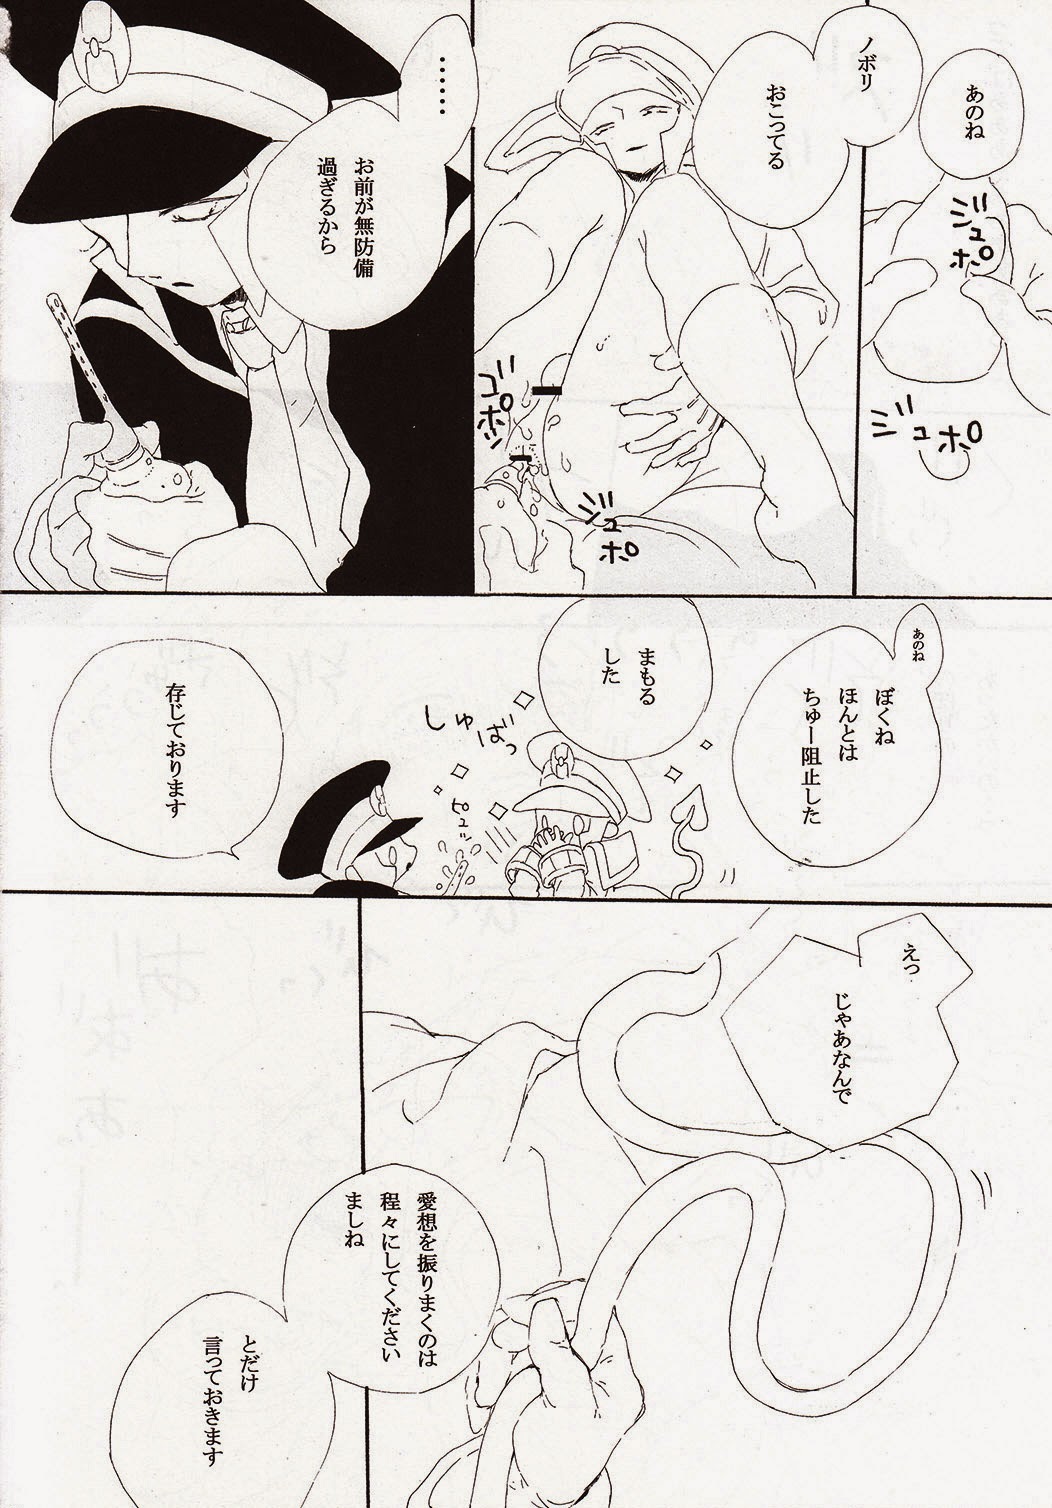 あのね
ジュポ
ジュポ
ノボリ
おこってる
ゴポッ
ジュポ
……
お前が無防備
過ぎるから
あのね
ぼくね
ほんとは
ちゅー阻止した
まもる
した
しゅばっ
ピュッ
存じております
えっ
じゃあなんで
愛想を振りまくのは
程々にしてください
ましね
とだけ
言っておきます